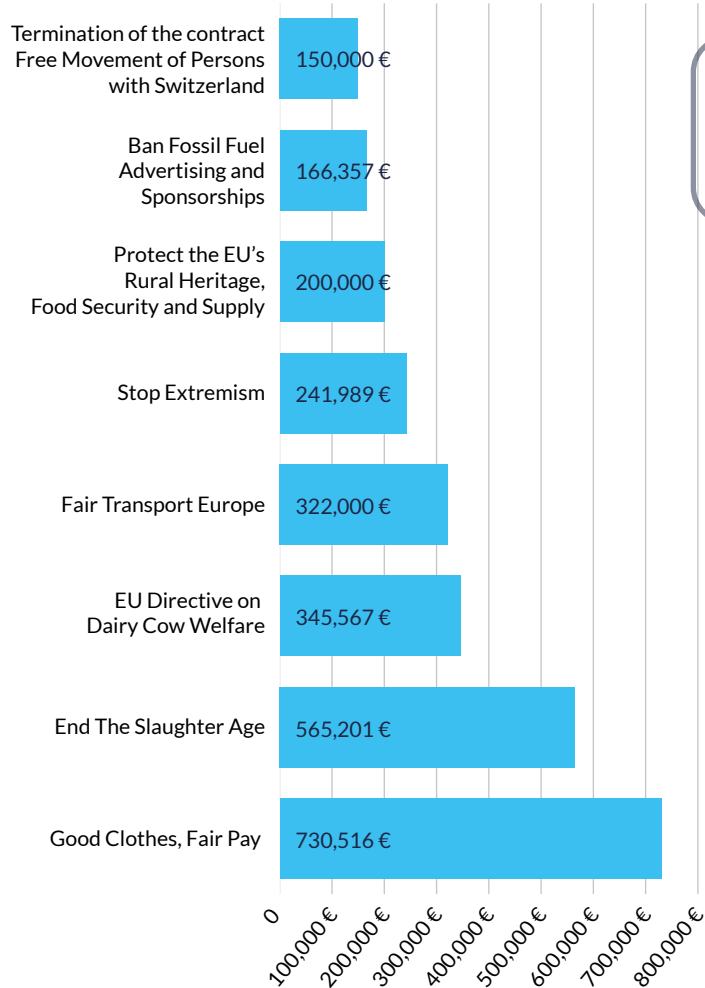 Termination of the contract
Free Movement of Persons
with Switzerland
150,000 €
Ban Fossil Fuel
Advertising and
Sponsorships
166,357 €
Protect the EU’s
Rural Heritage,
Food Security and Supply
200,000 €
Stop Extremism
241,989 €
Fair Transport Europe
322,000 €
EU Directive on
Dairy Cow Welfare
345,567 €
End The Slaughter Age
565,201 €
Good Clothes, Fair Pay
730,516 €
0
100,000 €
200,000 €
300,000 €
400,000 €
500,000 €
600,000 €
700,000 €
800,000 €